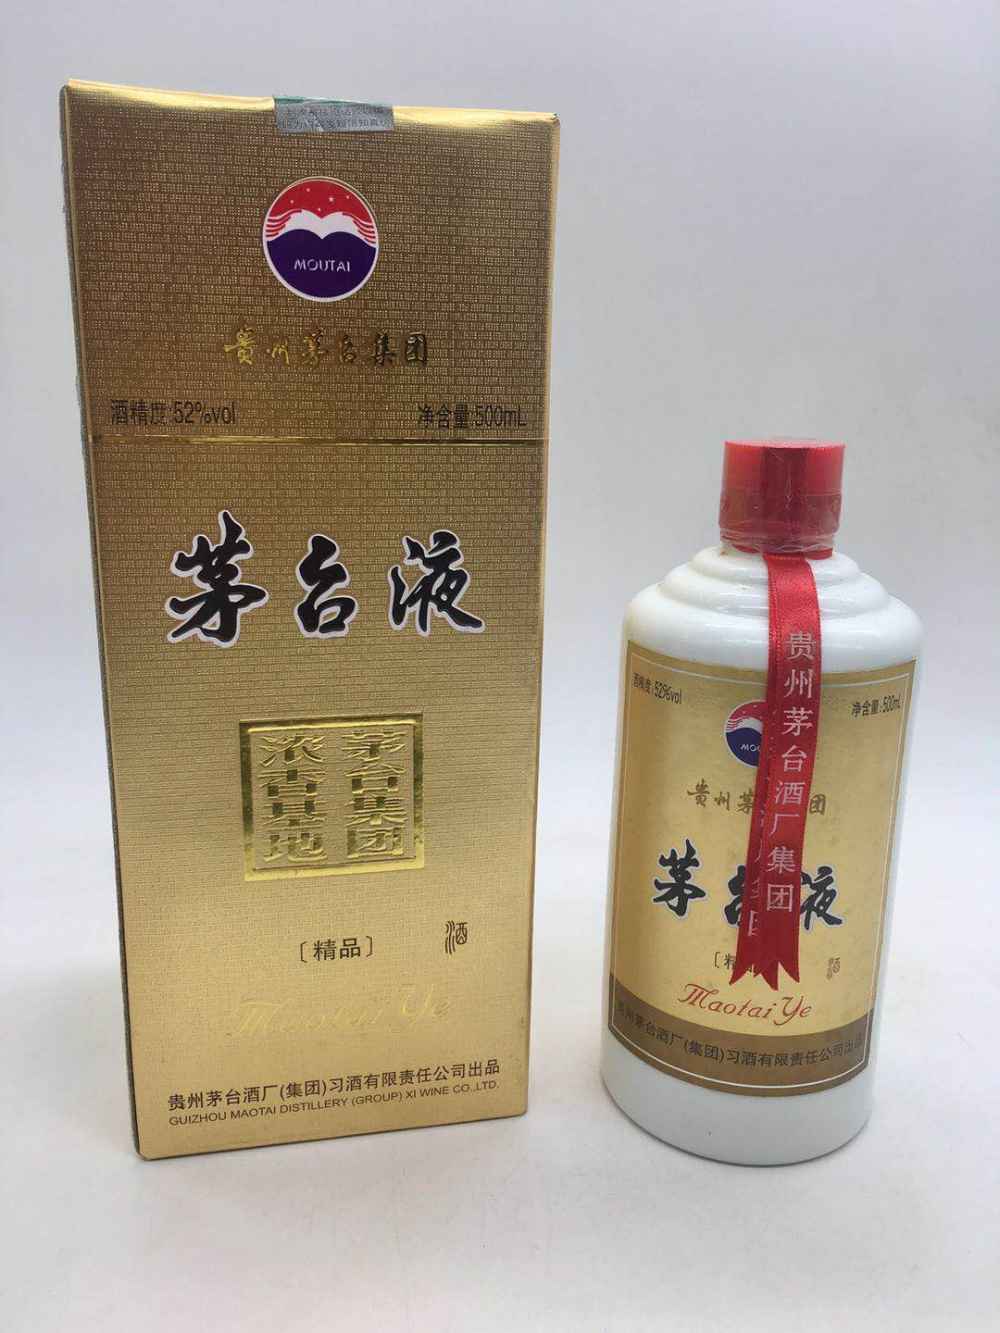 MOUTAI
贵州茅台集团
酒精度:52%vol
净含量:500mL
茅台液
茅台集团
浓香基地
〔精品〕
酒
Maotai Ye
贵州茅台酒厂(集团)习酒有限责任公司出品
GUIZHOU MAOTAI DISTILLERY (GROUP) XI WINE CO.,LTD.
贵州茅台酒厂集团
酒精度:52%vol
净含量:500mL
MOU
贵州茅 团
茅台液
〔精品
酒
Maotai Ye
贵州茅台酒厂(集团)习酒有限责任公司出品